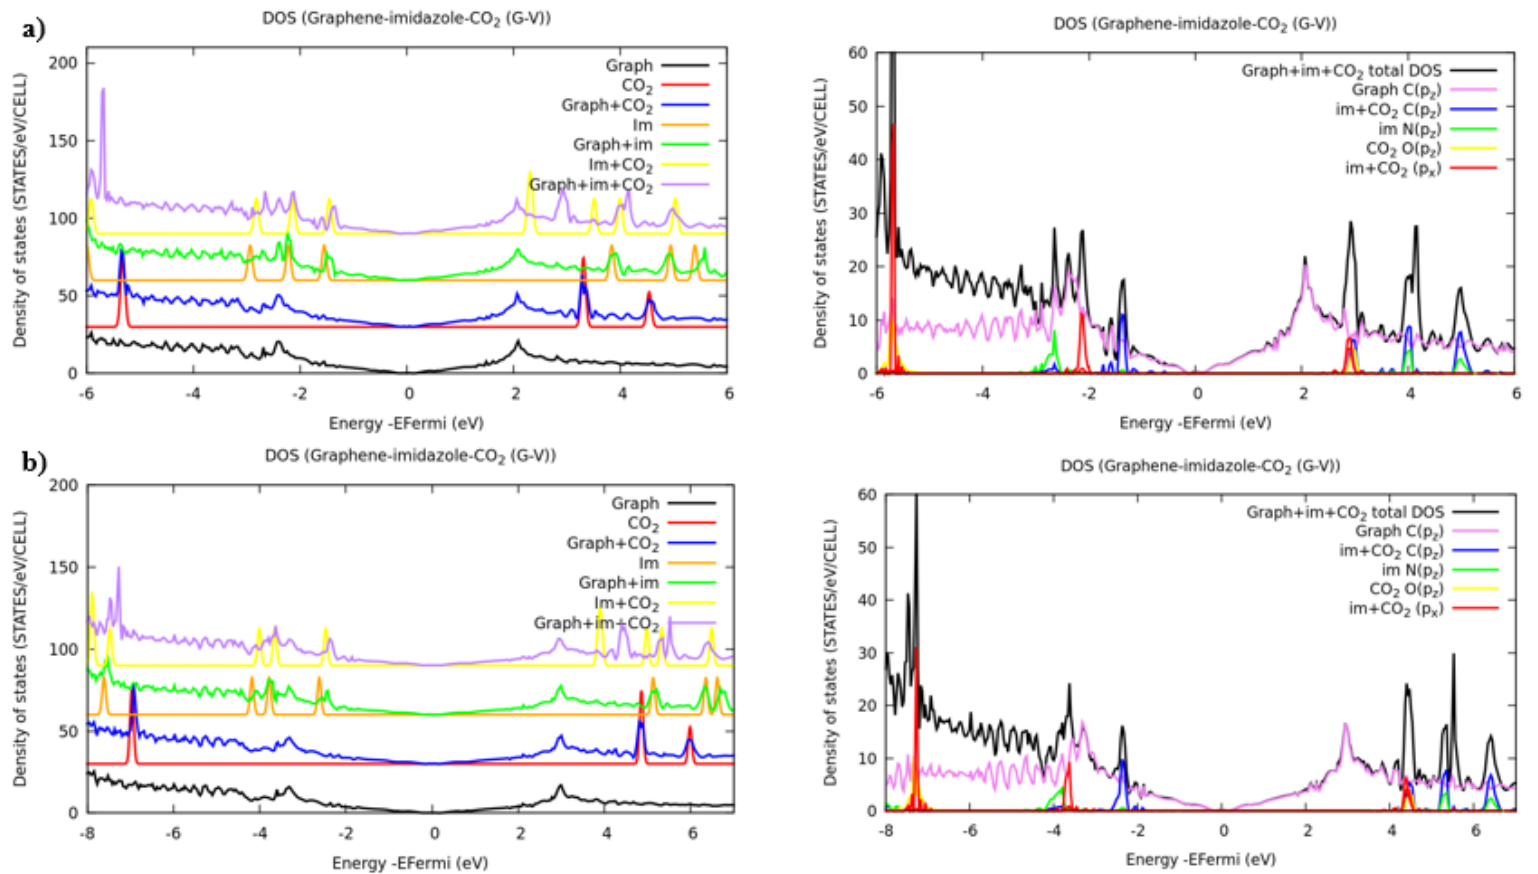 a)
DOS (Graphene-imidazole-CO2 (G-V))
Density of states (STATES/eV/CELL)
200
150
100
50
0
Graph
CO2
Graph+CO2
Im
Graph+im
Im+CO2
Graph+im+CO2
-6 -4 -2 0 2 4 6
Energy -EFermi (eV)
DOS (Graphene-imidazole-CO2 (G-V))
Density of states (STATES/eV/CELL)
60
50
40
30
20
10
0
Graph+im+CO2 total DOS
Graph C(pz)
im+CO2 C(pz)
im N(pz)
CO2 O(pz)
im+CO2 (px)
-6 -4 -2 0 2 4 6
Energy -EFermi (eV)
b)
DOS (Graphene-imidazole-CO2 (G-V))
Density of states (STATES/eV/CELL)
200
150
100
50
0
Graph
CO2
Graph+CO2
Im
Graph+im
Im+CO2
Graph+im+CO2
-8 -6 -4 -2 0 2 4 6
Energy -EFermi (eV)
DOS (Graphene-imidazole-CO2 (G-V))
Density of states (STATES/eV/CELL)
60
50
40
30
20
10
0
Graph+im+CO2 total DOS
Graph C(pz)
im+CO2 C(pz)
im N(pz)
CO2 O(pz)
im+CO2 (px)
-8 -6 -4 -2 0 2 4 6
Energy -EFermi (eV)